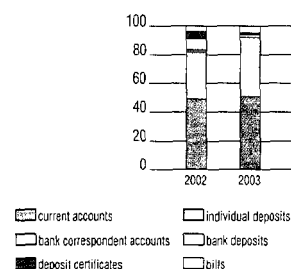 100
80
60
40
20
0
2002 2003
current accounts individual deposits
bank correspondent accounts bank deposits
deposit certificates bills